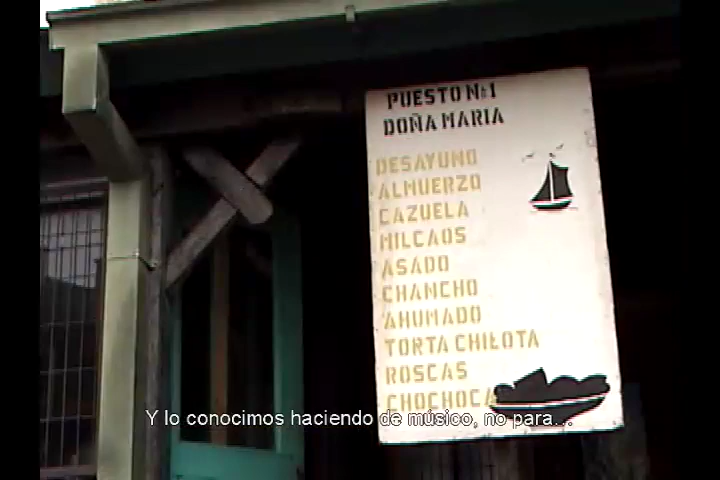 PUESTO Nº1
DOÑA MARIA
DESAYUNO
ALMUERZO
CAZUELA
MILCAOS
ASADO
CHANCHO
AHUMADO
TORTA CHILOTA
ROSCAS
CHOCHOCA
Y lo conocimos haciendo de músico, no para...